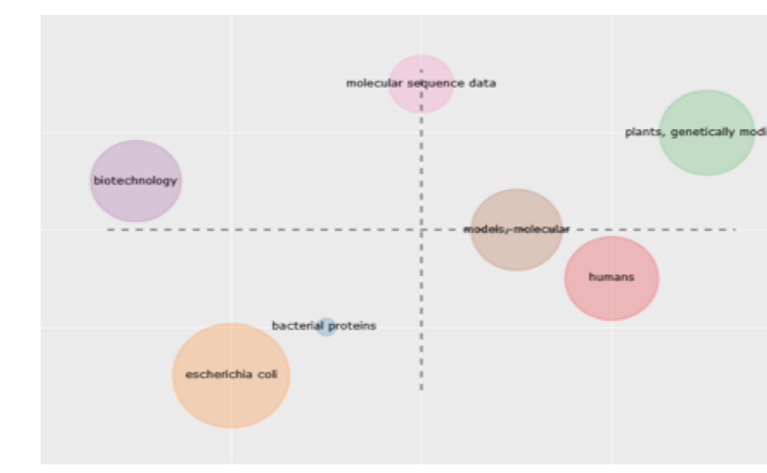 molecular sequence data
plants, genetically modi
biotechnology
models, molecular
humans
bacterial proteins
escherichia coli